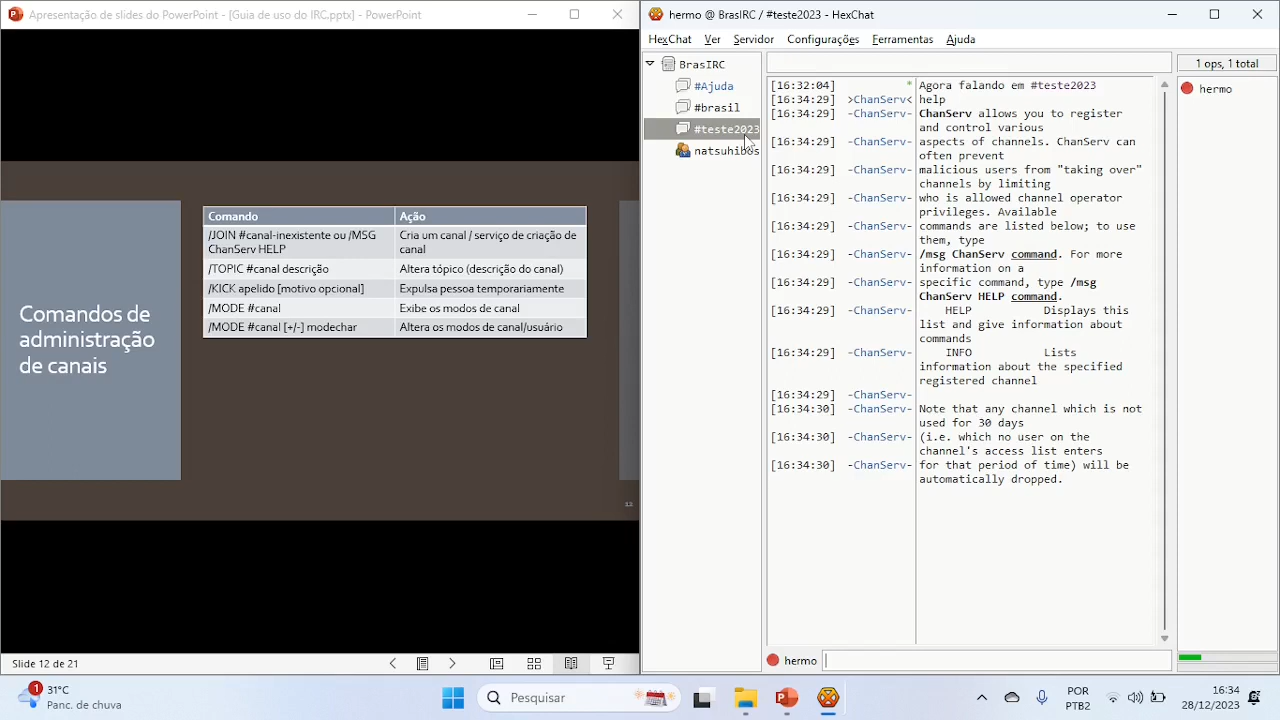 Apresentação de slides do PowerPoint - [Guia de uso do IRC.pptx] - PowerPoint
Comandos de
administração
de canais
Comando Ação
/JOIN #canal-inexistente ou /MSG
ChanServ HELP
Cria um canal / serviço de criação de
canal
/TOPIC #canal descrição Altera tópico (descrição do canal)
/KICK apelido [motivo opcional] Expulsa pessoa temporariamente
/MODE #canal Exibe os modos de canal
/MODE #canal [+/-] modechar Altera os modos de canal/usuário
12
Slide 12 de 21
hermo @ BrasIRC / #teste2023 - HexChat
HexChat Ver Servidor Configurações Ferramentas Ajuda
BrasIRC
#Ajuda
#brasil
#teste2023
natsuhibos
1 ops, 1 total
hermo
[16:32:04] * Agora falando em #teste2023
[16:34:29] >ChanServ< help
[16:34:29] -ChanServ- ChanServ allows you to register
and control various
[16:34:29] -ChanServ- aspects of channels. ChanServ can
often prevent
[16:34:29] -ChanServ- malicious users from "taking over"
channels by limiting
[16:34:29] -ChanServ- who is allowed channel operator
privileges. Available
[16:34:29] -ChanServ- commands are listed below; to use
them, type
[16:34:29] -ChanServ- /msg ChanServ command. For more
information on a
[16:34:29] -ChanServ- specific command, type /msg
ChanServ HELP command.
[16:34:29] -ChanServ- HELP Displays this
list and give information about
commands
[16:34:29] -ChanServ- INFO Lists
information about the specified
registered channel
[16:34:29] -ChanServ-
[16:34:30] -ChanServ- Note that any channel which is not
used for 30 days
[16:34:30] -ChanServ- (i.e. which no user on the
channel's access list enters
[16:34:30] -ChanServ- for that period of time) will be
automatically dropped.
hermo
1
31°C
Panc. de chuva
Pesquisar
POR
PTB2
16:34
28/12/2023